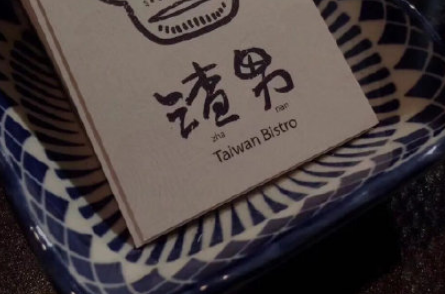 渣男
zha nan
Taiwan Bistro